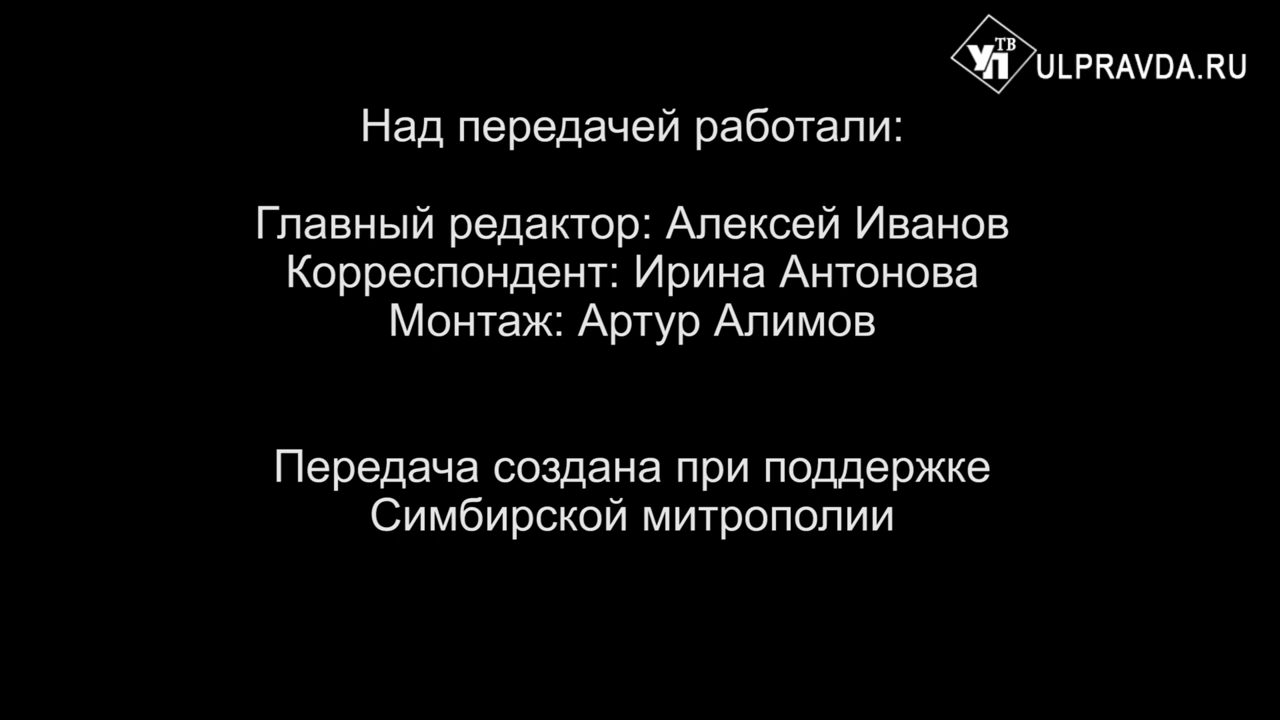 УП ТВ ULPRAVDA.RU
Над передачей работали:
Главный редактор: Алексей Иванов
Корреспондент: Ирина Антонова
Монтаж: Артур Алимов
Передача создана при поддержке
Симбирской митрополии